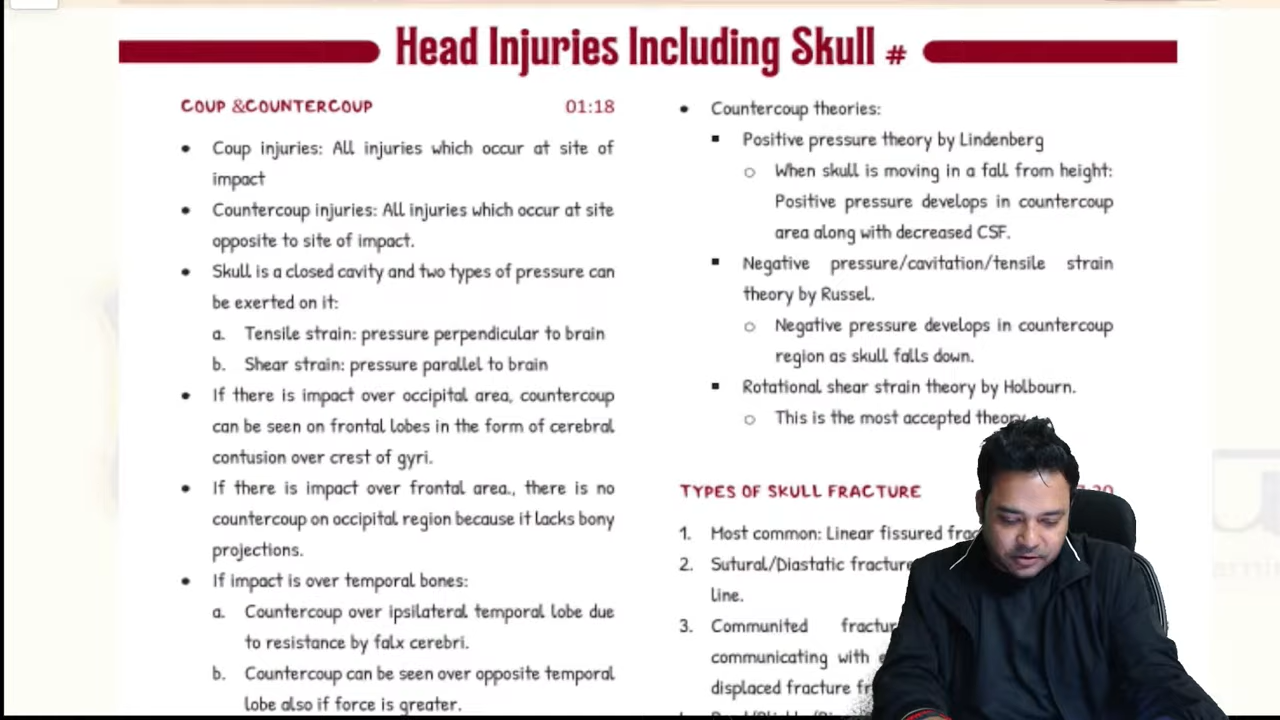 Head Injuries Including Skull #
COUP &COUNTERCOUP 01:18
• Coup injuries: All injuries which occur at site of
impact
• Countercoup injuries: All injuries which occur at site
opposite to site of impact.
• Skull is a closed cavity and two types of pressure can
be exerted on it:
a. Tensile strain: pressure perpendicular to brain
b. Shear strain: pressure parallel to brain
• If there is impact over occipital area, countercoup
can be seen on frontal lobes in the form of cerebral
contusion over crest of gyri.
• If there is impact over frontal area., there is no
countercoup on occipital region because it lacks bony
projections.
• If impact is over temporal bones:
a. Countercoup over ipsilateral temporal lobe due
to resistance by falx cerebri.
b. Countercoup can be seen over opposite temporal
lobe also if force is greater.
• Countercoup theories:
▪ Positive pressure theory by Lindenberg
○ When skull is moving in a fall from height:
Positive pressure develops in countercoup
area along with decreased CSF.
▪ Negative pressure/cavitation/tensile strain
theory by Russel.
○ Negative pressure develops in countercoup
region as skull falls down.
▪ Rotational shear strain theory by Holbourn.
○ This is the most accepted theory
TYPES OF SKULL FRACTURE
1. Most common: Linear fissured
2. Sutural/Diastatic fracture
line.
3. Communited
communicating with
displaced fracture